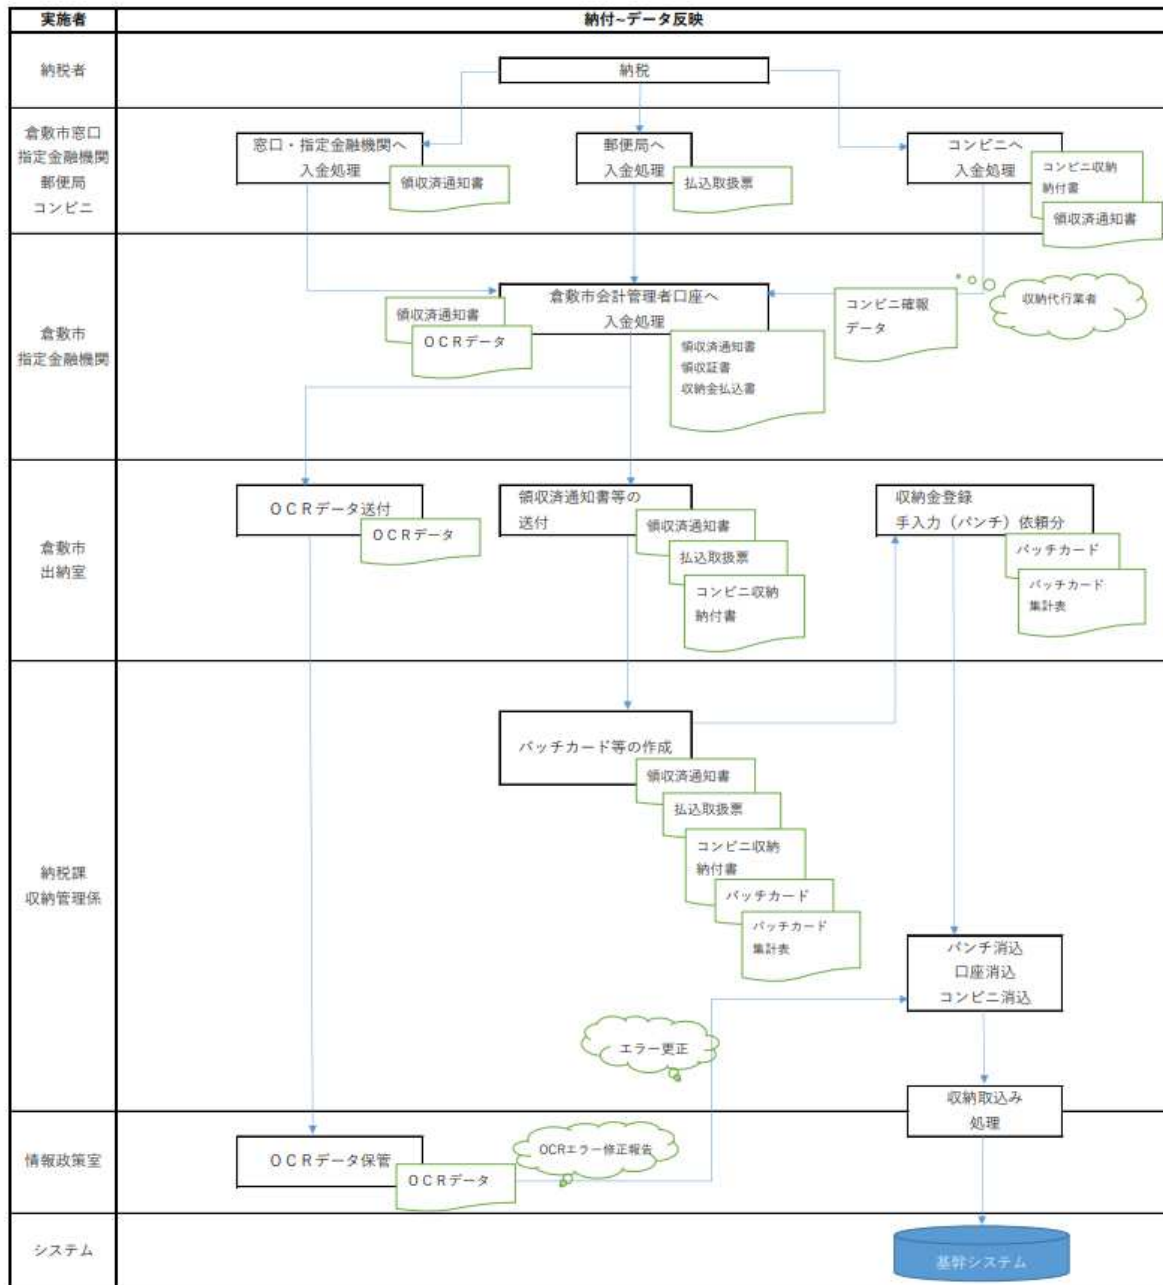 実施者
納付~データ反映
納税者
納税
倉敷市窓口
指定金融機関
郵便局
コンビニ
窓口・指定金融機関へ
入金処理
領収済通知書
郵便局へ
入金処理
払込取扱票
コンビニへ
入金処理
コンビニ収納
納付書
領収済通知書
倉敷市
指定金融機関
倉敷市会計管理者口座へ
入金処理
領収済通知書
OCRデータ
領収済通知書
領収証書
収納金払込書
コンビニ確報
データ
収納代行業者
倉敷市
出納室
OCRデータ送付
OCRデータ
領収済通知書等の
送付
領収済通知書
払込取扱票
コンビニ収納
納付書
収納金登録
手入力(パンチ)依頼分
バッチカード
バッチカード
集計表
納税課
収納管理係
バッチカード等の作成
領収済通知書
払込取扱票
コンビニ収納
納付書
バッチカード
バッチカード
集計表
パンチ消込
口座消込
コンビニ消込
エラー更正
収納取込み
処理
情報政策室
OCRデータ保管
OCRデータ
OCRエラー修正報告
システム
基幹システム